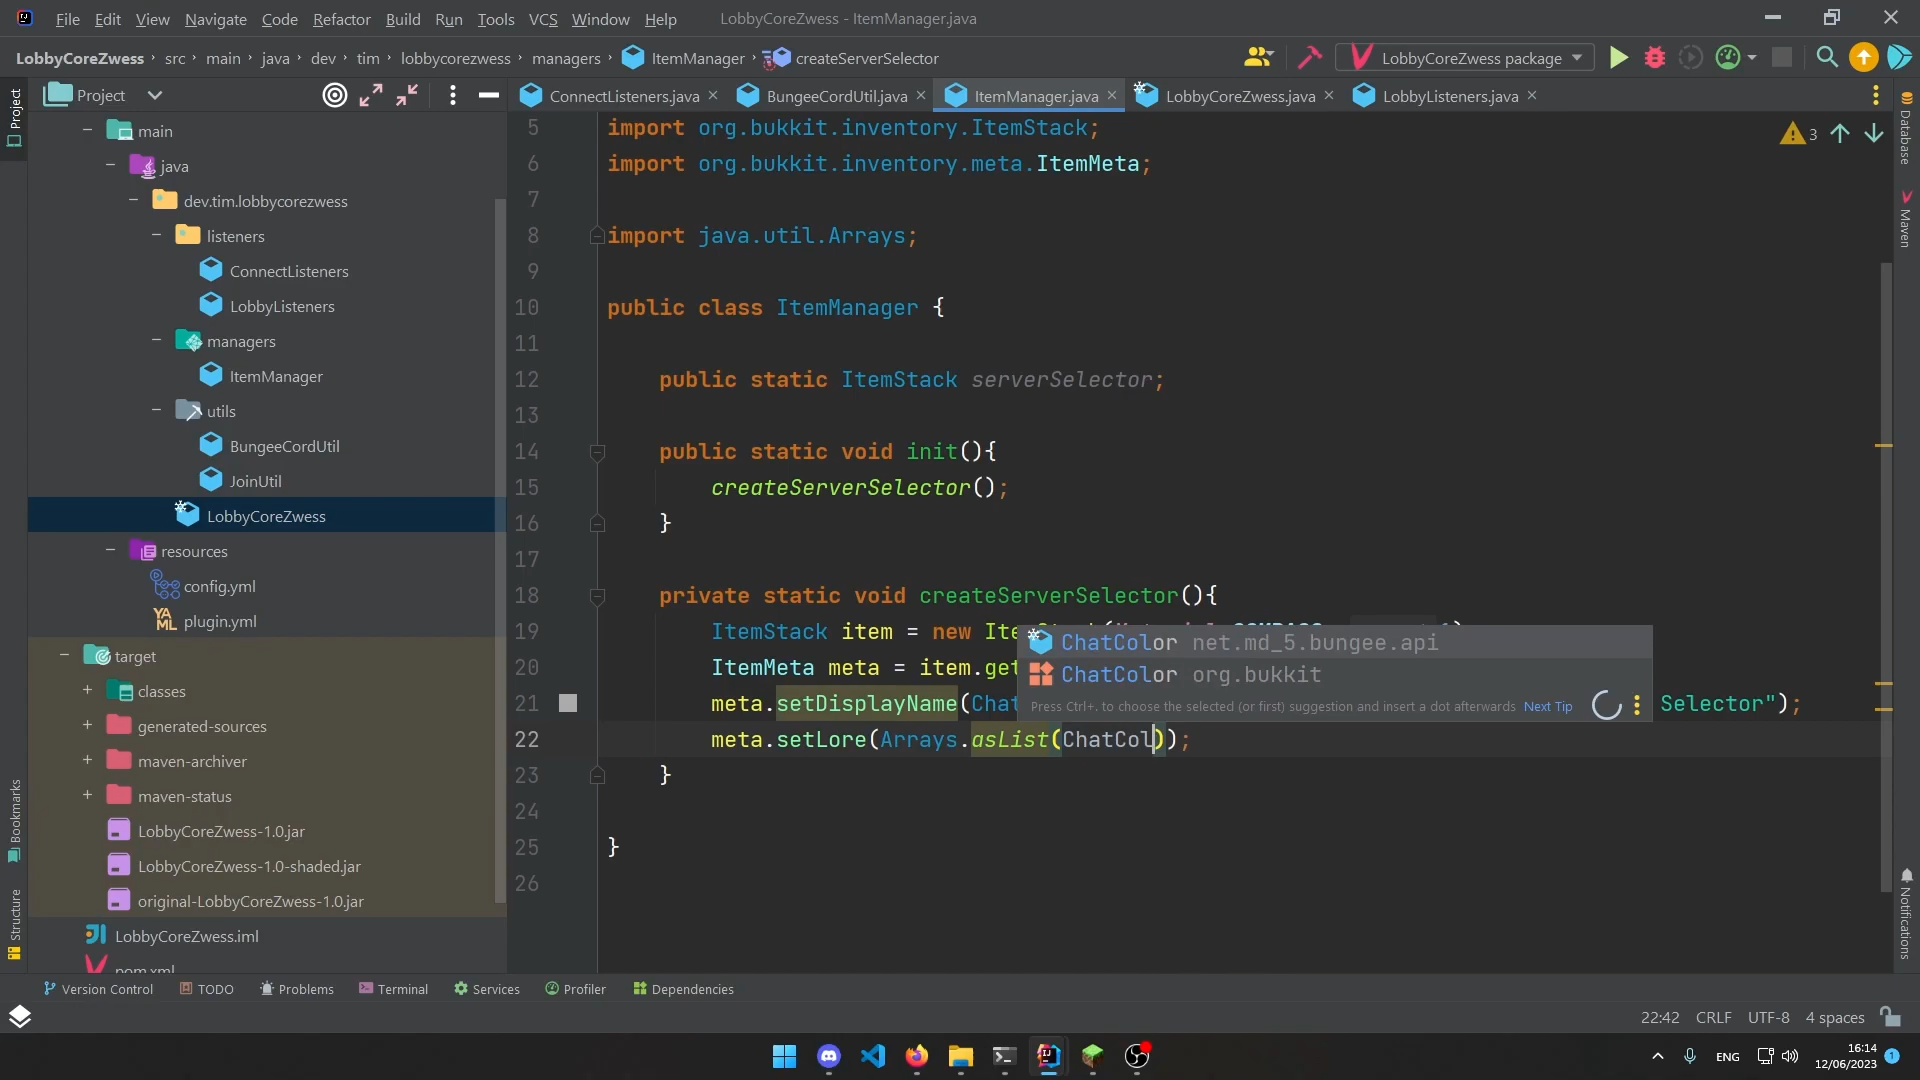 File Edit View Navigate Code Refactor Build Run Tools VCS Window Help LobbyCoreZwess - ItemManager.java
LobbyCoreZwess src main java dev tim lobbycorezwess managers ItemManager createServerSelector LobbyCoreZwess package
Project
ConnectListeners.java BungeeCordUtil.java ItemManager.java LobbyCoreZwess.java LobbyListeners.java
main
java
dev.tim.lobbycorezwess
listeners
ConnectListeners
LobbyListeners
managers
ItemManager
utils
BungeeCordUtil
JoinUtil
LobbyCoreZwess
resources
config.yml
plugin.yml
target
classes
generated-sources
maven-archiver
maven-status
LobbyCoreZwess-1.0.jar
LobbyCoreZwess-1.0-shaded.jar
original-LobbyCoreZwess-1.0.jar
LobbyCoreZwess.iml
pom.xml
5 import org.bukkit.inventory.ItemStack;
6 import org.bukkit.inventory.meta.ItemMeta;
7
8 import java.util.Arrays;
9
10 public class ItemManager {
11
12 public static ItemStack serverSelector;
13
14 public static void init(){
15 createServerSelector();
16 }
17
18 private static void createServerSelector(){
19 ItemStack item = new Ite
20 ItemMeta meta = item.get
21 meta.setDisplayName(Chat Selector");
22 meta.setLore(Arrays.asList(ChatCol));
23 }
24
25 }
26
3
ChatColor net.md_5.bungee.api
ChatColor org.bukkit
Press Ctrl+. to choose the selected (or first) suggestion and insert a dot afterwards Next Tip
Project
Bookmarks
Structure
Database
Maven
Notifications
Version Control TODO Problems Terminal Services Profiler Dependencies
22:42 CRLF UTF-8 4 spaces
ENG 16:14
12/06/2023 1